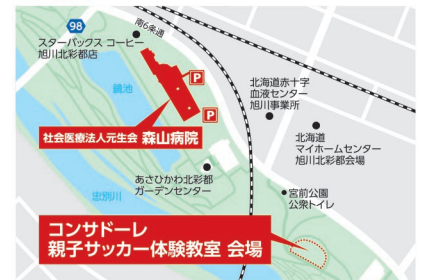 98
南6条通
スターバックス コーヒー
旭川北彩都店
P
鏡池
北海道赤十字
血液センター
旭川事業所
P
社会医療法人元生会 森山病院
北海道
マイホームセンター
旭川北彩都会場
あさひかわ北彩都
ガーデンセンター
忠別川
宮前公園
公衆トイレ
コンサドーレ
親子サッカー体験教室 会場